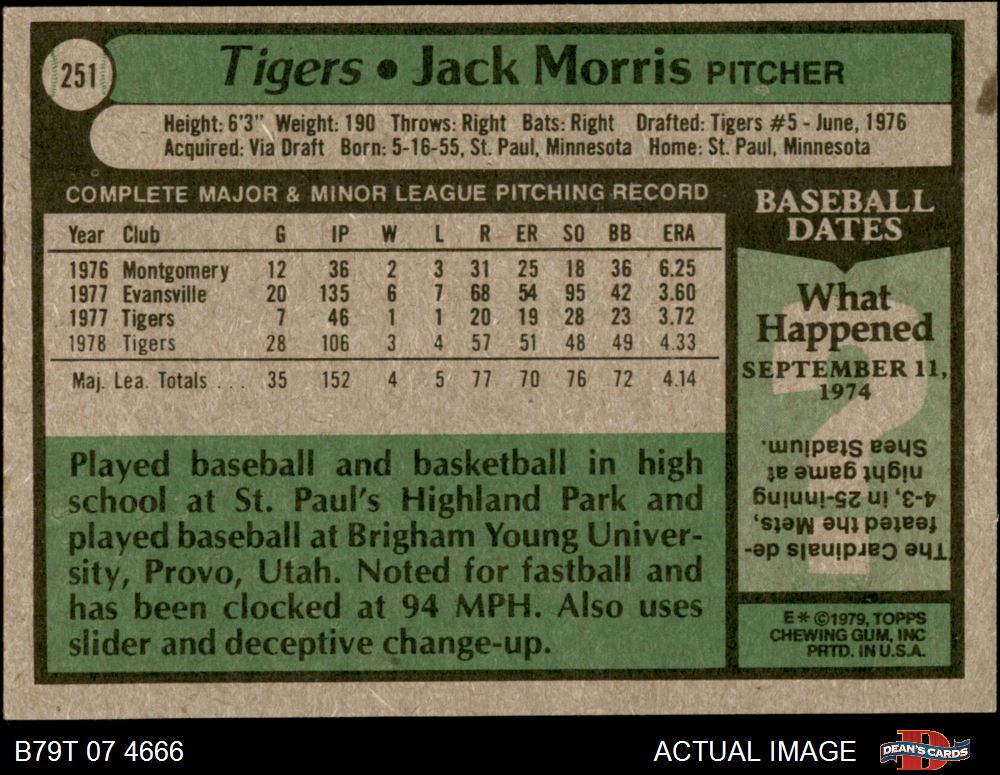 251
Tigers • Jack Morris PITCHER
Height: 6'3" Weight: 190 Throws: Right Bats: Right Drafted: Tigers #5 - June, 1976
Acquired: Via Draft Born: 5-16-55, St. Paul, Minnesota Home: St. Paul, Minnesota
COMPLETE MAJOR & MINOR LEAGUE PITCHING RECORD
Year Club G IP W L R ER SO BB ERA
1976 Montgomery 12 36 2 3 31 25 18 36 6.25
1977 Evansville 20 135 6 7 68 54 95 42 3.60
1977 Tigers 7 46 1 1 20 19 28 23 3.72
1978 Tigers 28 106 3 4 57 51 48 49 4.33
Maj. Lea. Totals ... 35 152 4 5 77 70 76 72 4.14
Played baseball and basketball in high
school at St. Paul's Highland Park and
played baseball at Brigham Young Univer-
sity, Provo, Utah. Noted for fastball and
has been clocked at 94 MPH. Also uses
slider and deceptive change-up.
BASEBALL
DATES
What
Happened
SEPTEMBER 11,
1974
The Cardinals de-
feated the Mets,
4-3, in 25-inning
night game at
Shea Stadium.
E* ©1979, TOPPS
CHEWING GUM, INC
PRTD. IN U.S.A.
B79T 07 4666
ACTUAL IMAGE
DEAN'S CARDS